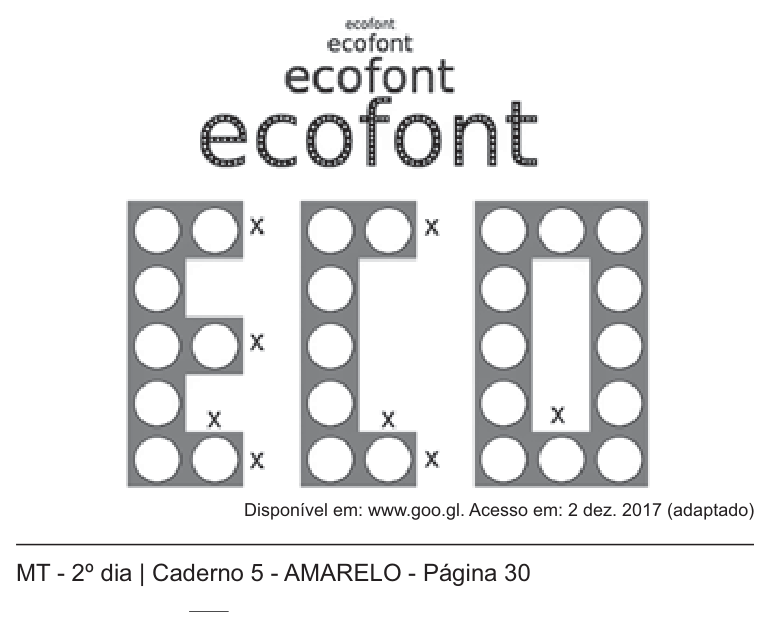 ecofont
ecofont
ecofont
ecofont
ECO
x x
x
x x x
x x
Disponível em: www.goo.gl. Acesso em: 2 dez. 2017 (adaptado)
MT - 2º dia | Caderno 5 - AMARELO - Página 30